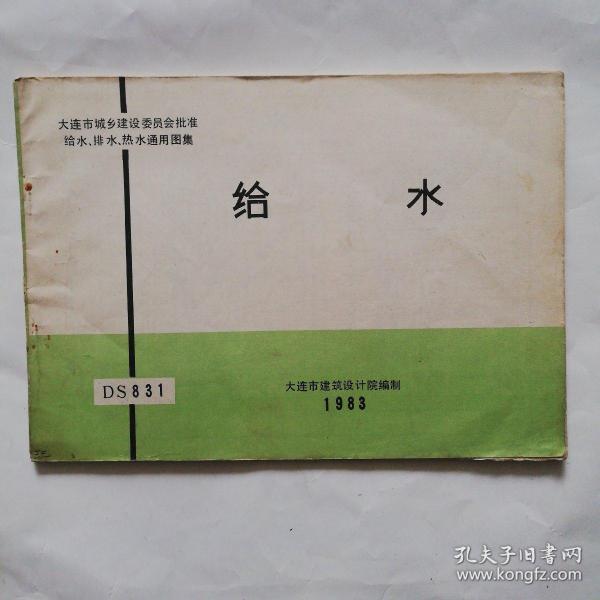 大连市城乡建设委员会批准
给水、排水、热水通用图集
给 水
DS831
大连市建筑设计院编制
1983
孔夫子旧书网
www.kongfz.com